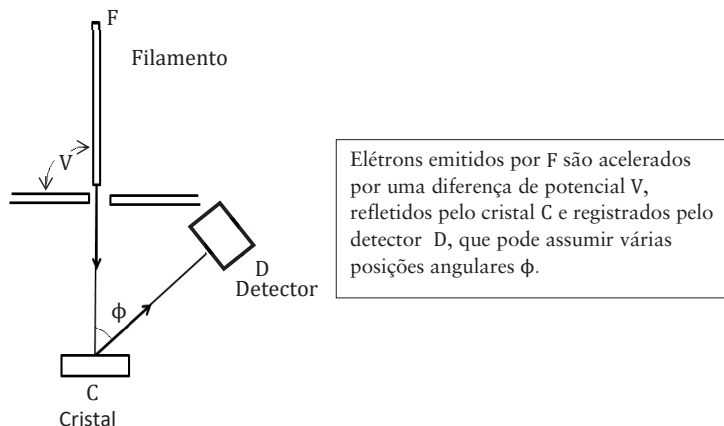 F
Filamento
V
Elétrons emitidos por F são acelerados
por uma diferença de potencial V,
refletidos pelo cristal C e registrados pelo
detector D, que pode assumir várias
posições angulares ϕ.
D
Detector
ϕ
C
Cristal